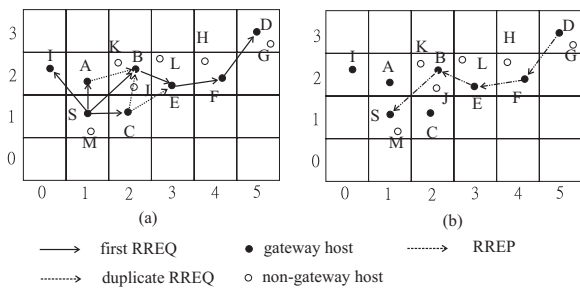 3 I K H D
A B L G
2 J F
S E
1 C
M
0
0 1 2 3 4 5
(a)
3 I K H D
A B L G
2 J F
S E
1 C
M
0
0 1 2 3 4 5
(b)
first RREQ
gateway host
RREP
duplicate RREQ
non-gateway host